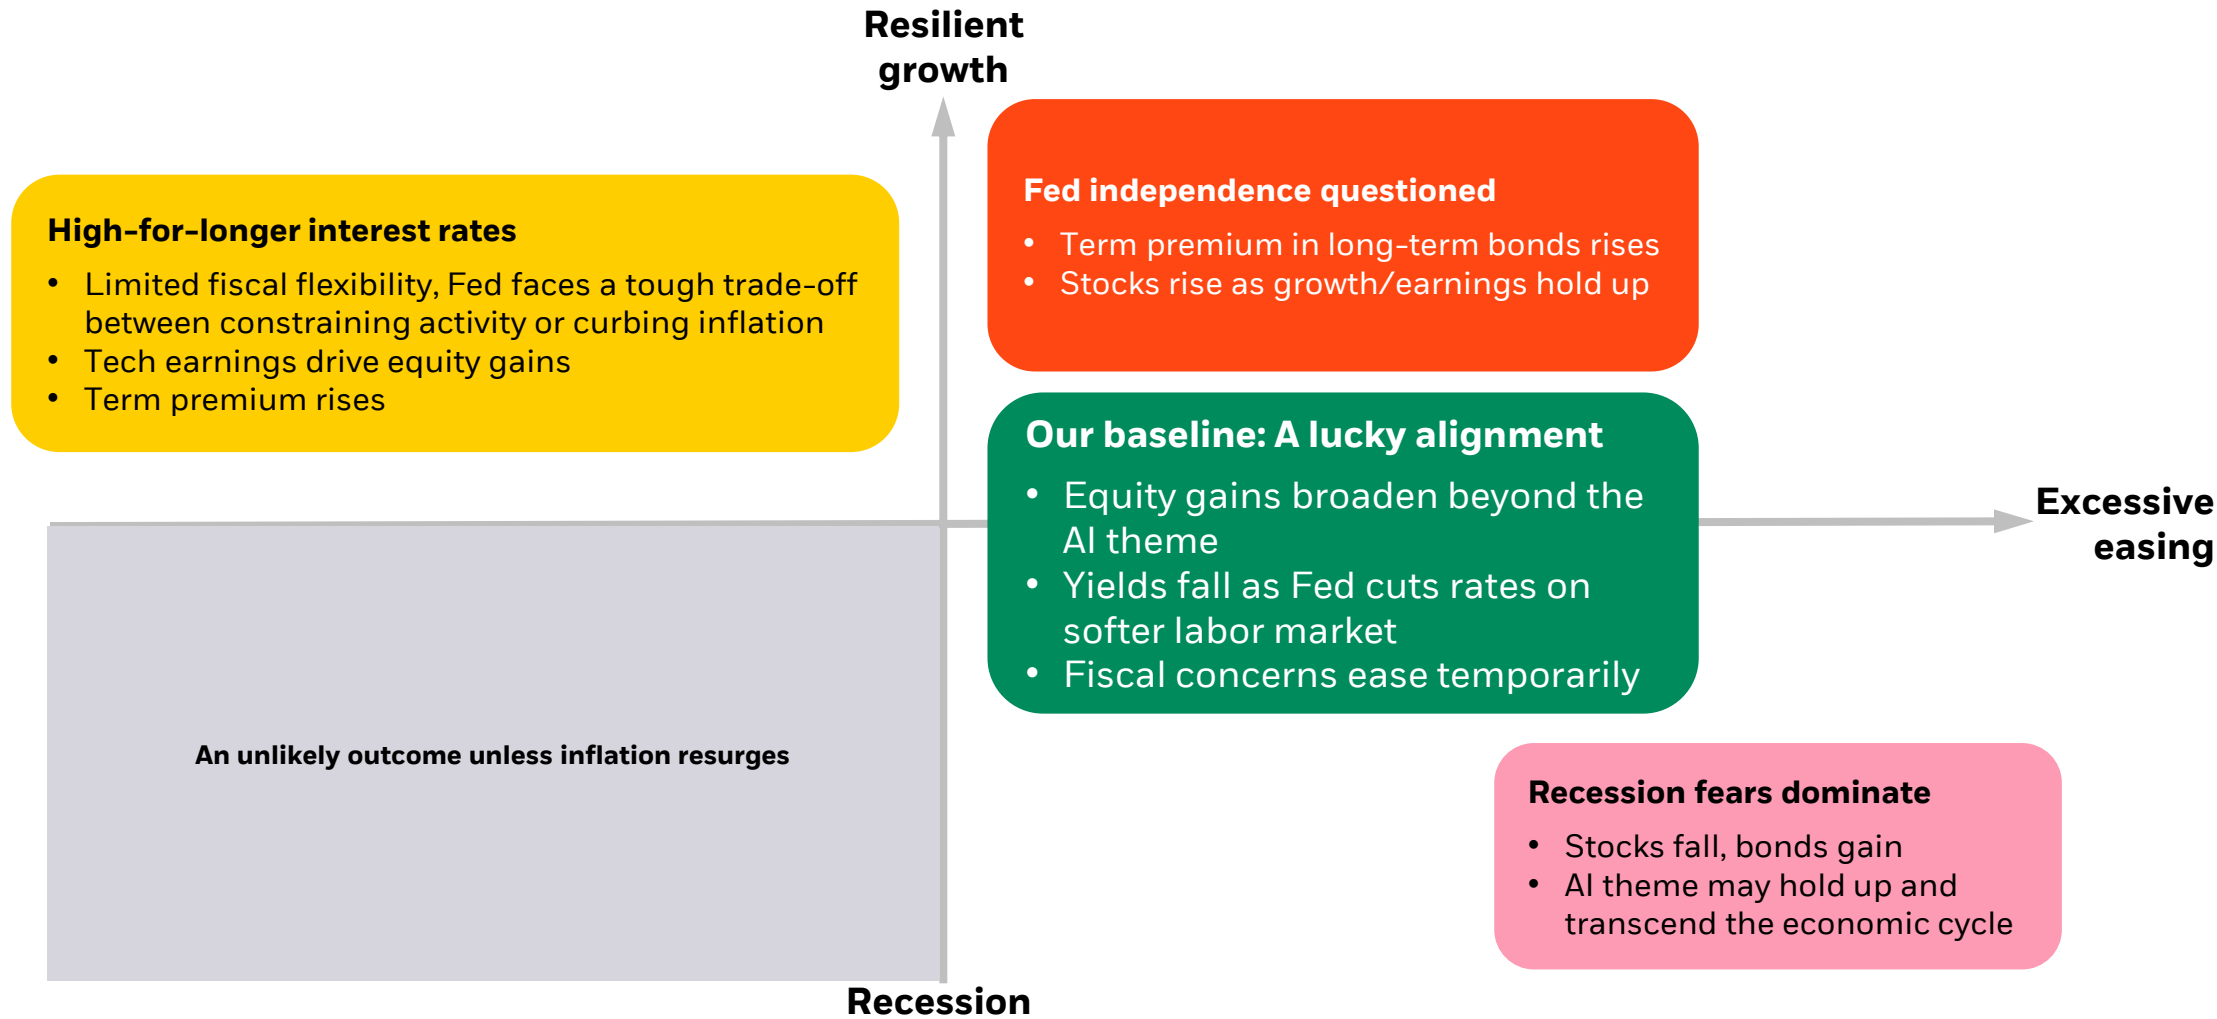 Resilient
growth
High-for-longer interest rates
• Limited fiscal flexibility, Fed faces a tough trade-off
between constraining activity or curbing inflation
• Tech earnings drive equity gains
• Term premium rises
Fed independence questioned
• Term premium in long-term bonds rises
• Stocks rise as growth/earnings hold up
Our baseline: A lucky alignment
• Equity gains broaden beyond the
AI theme
• Yields fall as Fed cuts rates on
softer labor market
• Fiscal concerns ease temporarily
Excessive
easing
An unlikely outcome unless inflation resurges
Recession fears dominate
• Stocks fall, bonds gain
• AI theme may hold up and
transcend the economic cycle
Recession